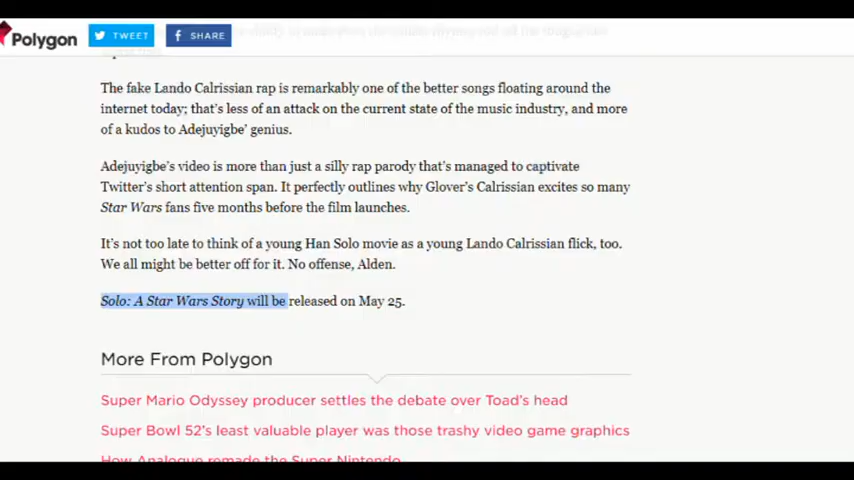 Polygon TWEET SHARE
The fake Lando Calrissian rap is remarkably one of the better songs floating around the
internet today; that's less of an attack on the current state of the music industry, and more
of a kudos to Adejuyigbe' genius.
Adejuyigbe's video is more than just a silly rap parody that's managed to captivate
Twitter's short attention span. It perfectly outlines why Glover's Calrissian excites so many
Star Wars fans five months before the film launches.
It's not too late to think of a young Han Solo movie as a young Lando Calrissian flick, too.
We all might be better off for it. No offense, Alden.
Solo: A Star Wars Story will be released on May 25.
More From Polygon
Super Mario Odyssey producer settles the debate over Toad's head
Super Bowl 52's least valuable player was those trashy video game graphics
How Analogue remade the Super Nintendo